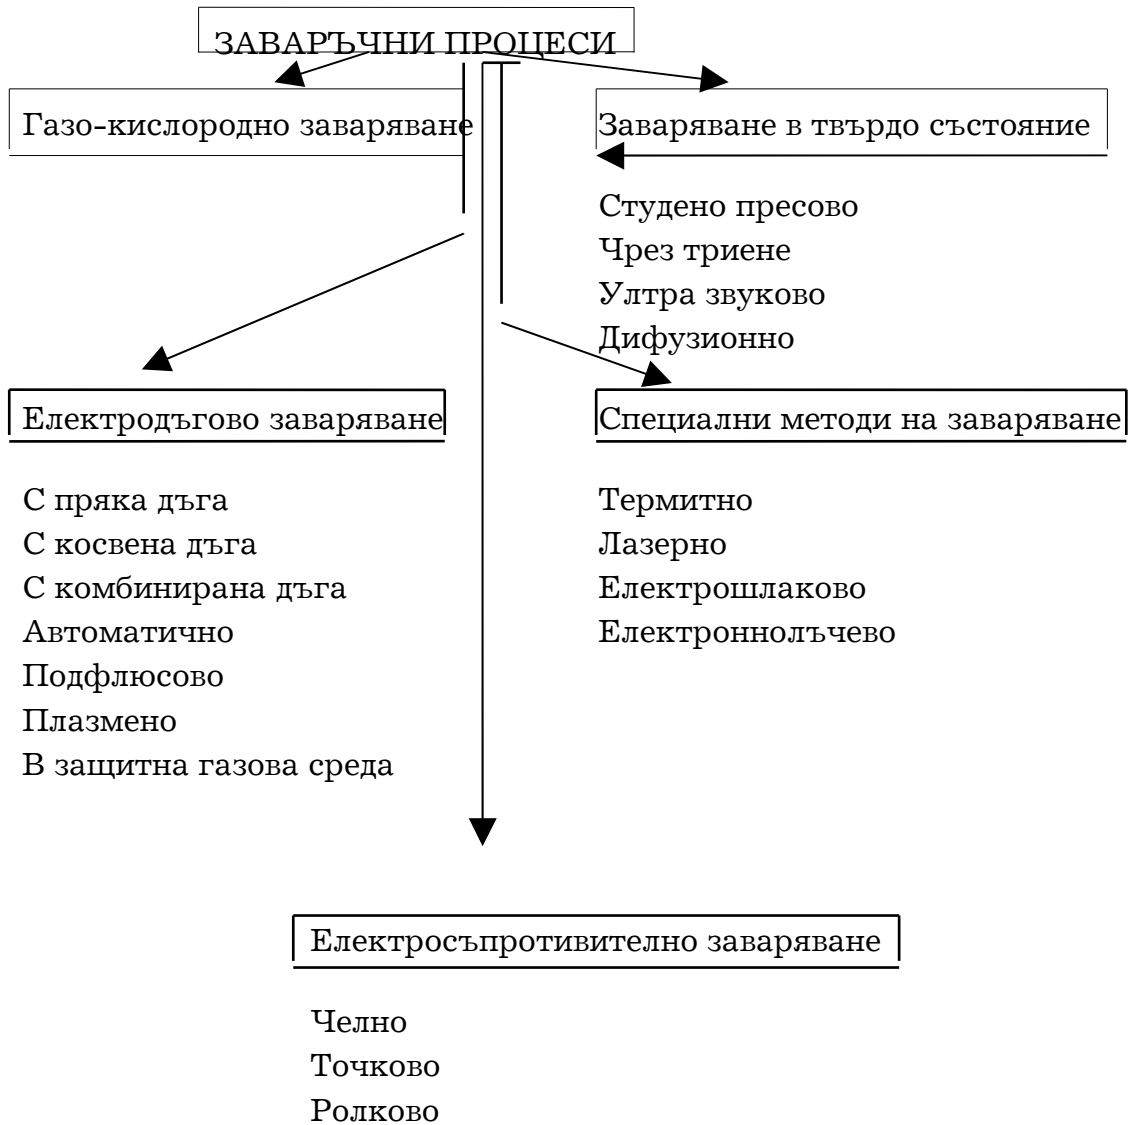 ЗАВАРЪЧНИ ПРОЦЕСИ
Газо-кислородно заваряване
Заваряване в твърдо състояние
Студено пресово
Чрез триене
Ултра звуково
Дифузионно
Електродъгово заваряване
С пряка дъга
С косвена дъга
С комбинирана дъга
Автоматично
Подфлюсово
Плазмено
В защитна газова среда
Специални методи на заваряване
Термитно
Лазерно
Електрошлаково
Електроннолъчево
Електросъпротивително заваряване
Челно
Точково
Ролково